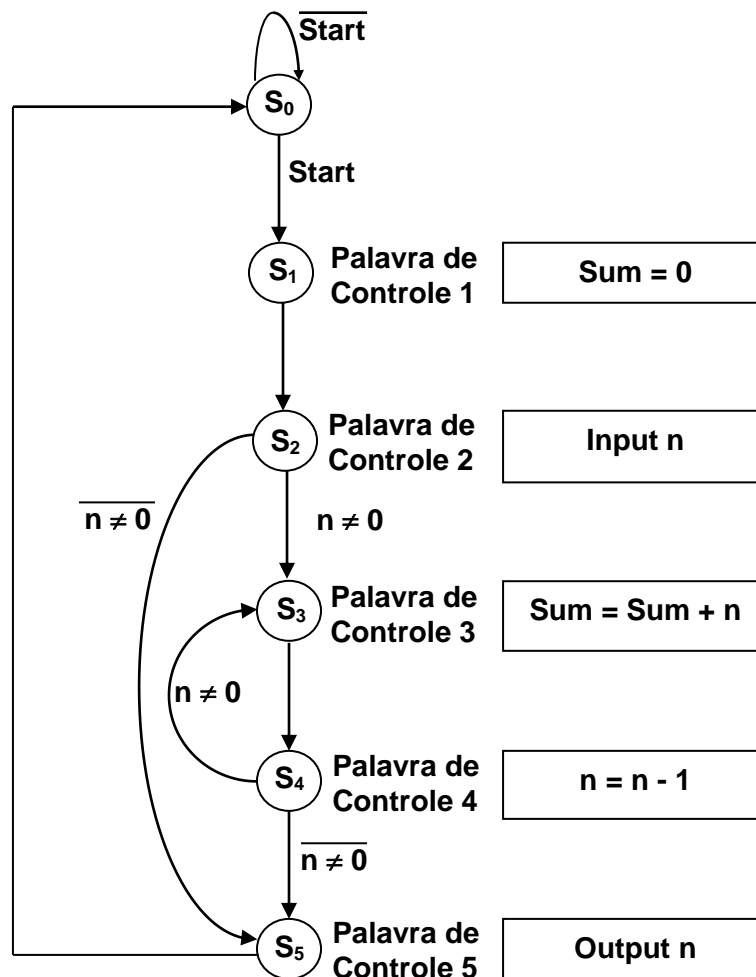 Start
S0
Start
S1
Palavra de
Controle 1
Sum = 0
S2
Palavra de
Controle 2
Input n
n ≠ 0
n ≠ 0
S3
Palavra de
Controle 3
Sum = Sum + n
n ≠ 0
S4
Palavra de
Controle 4
n = n - 1
n ≠ 0
S5
Palavra de
Controle 5
Output n